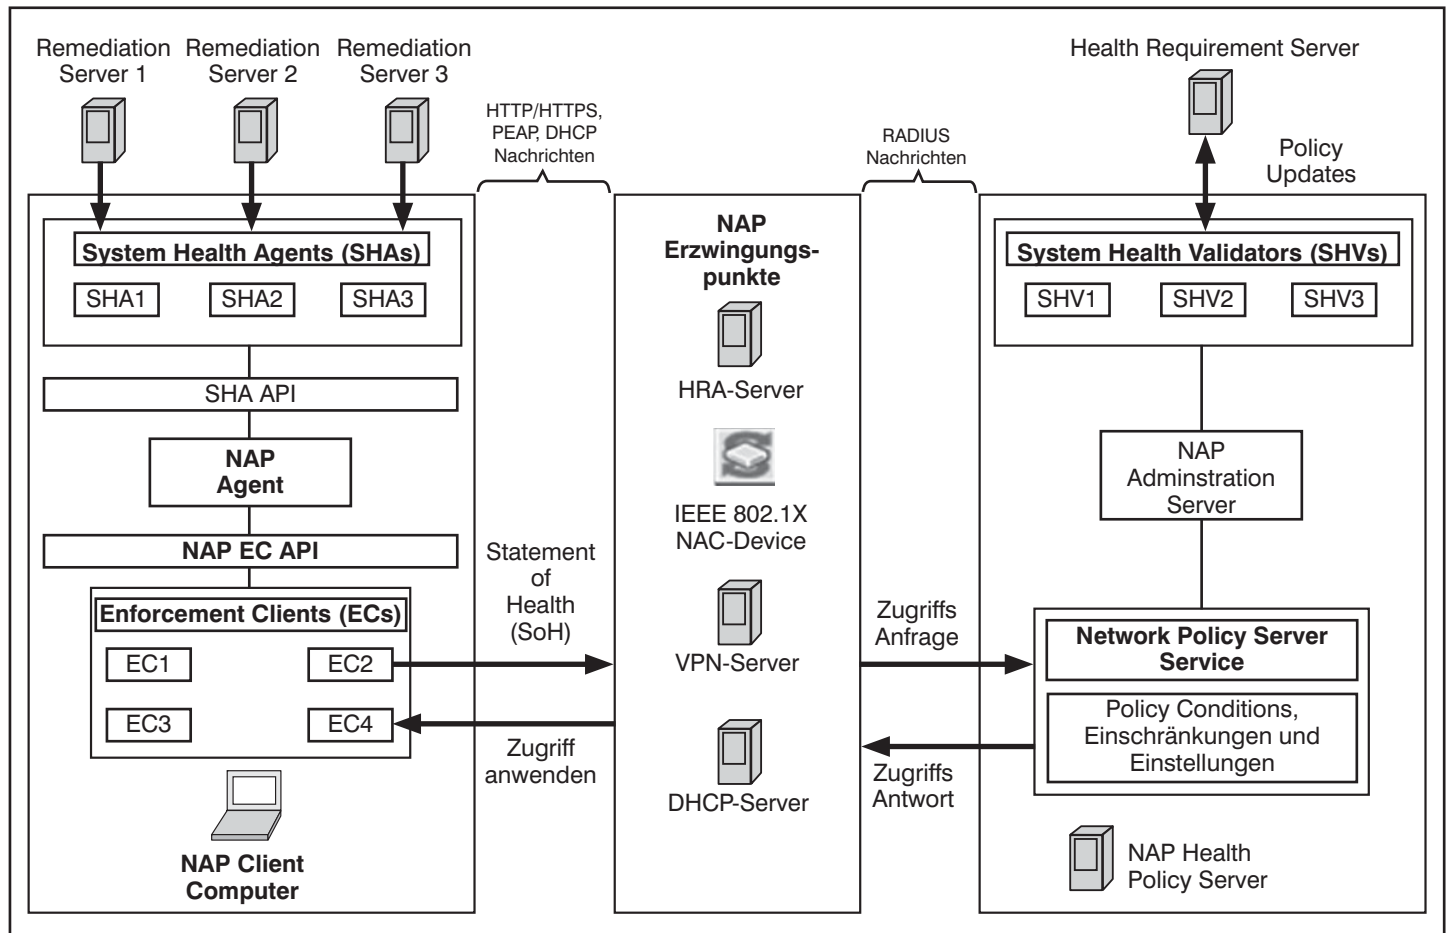 Remediation
Server 1
Remediation
Server 2
Remediation
Server 3
Health Requirement Server
HTTP/HTTPS,
PEAP, DHCP
Nachrichten
RADIUS
Nachrichten
Policy
Updates
System Health Agents (SHAs)
SHA1
SHA2
SHA3
SHA API
NAP
Agent
NAP EC API
Enforcement Clients (ECs)
EC1
EC2
EC3
EC4
NAP Client
Computer
Statement
of
Health
(SoH)
Zugriff
anwenden
NAP
Erzwingungs-
punkte
HRA-Server
IEEE 802.1X
NAC-Device
VPN-Server
DHCP-Server
Zugriffs
Anfrage
Zugriffs
Antwort
System Health Validators (SHVs)
SHV1
SHV2
SHV3
NAP
Adminstration
Server
Network Policy Server
Service
Policy Conditions,
Einschränkungen und
Einstellungen
NAP Health
Policy Server